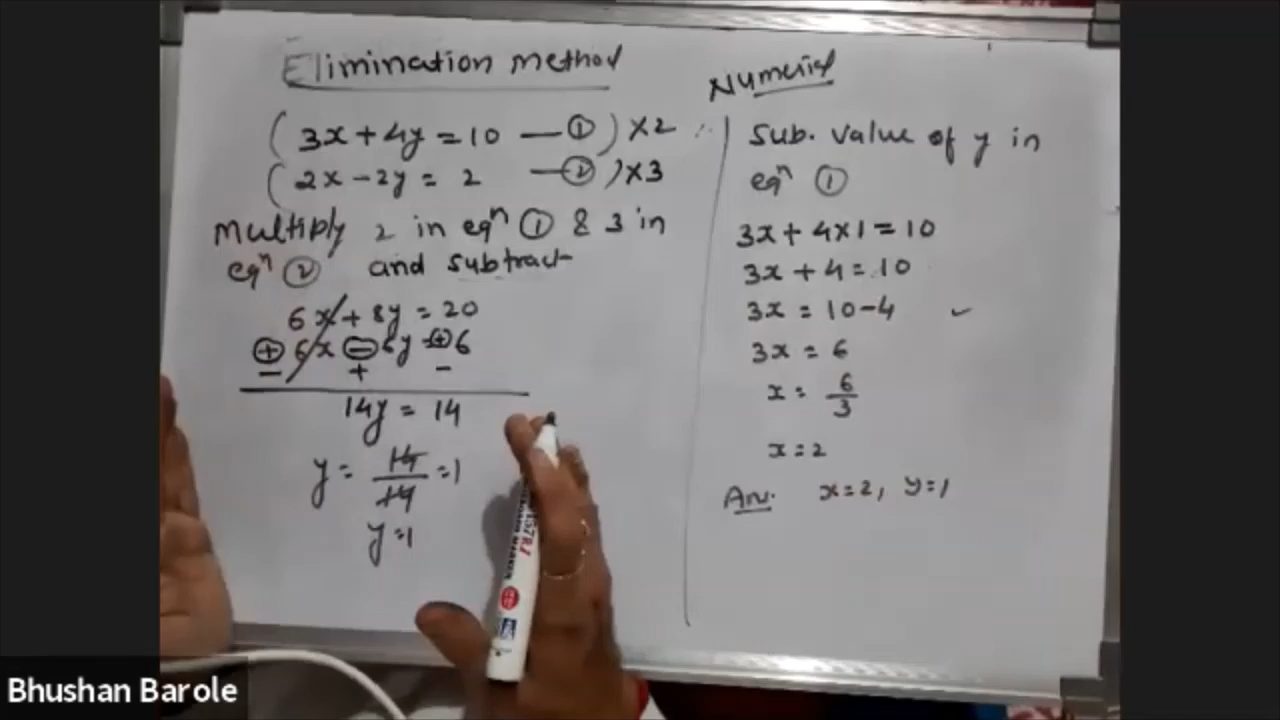 Elimination method
(3x + 4y = 10 — ①) × 2
(2x − 2y = 2 — ②) × 3
Multiply 2 in eqⁿ ① & 3 in
eqⁿ ② and subtract
6x + 8y = 20
⊕ 6x ⊖ 6y = ⊕ 6
− + −
14y = 14
y = 14/14 = 1
y = 1
Numerical
Sub. value of y in
eqⁿ ①
3x + 4×1 = 10
3x + 4 = 10
3x = 10 − 4
3x = 6
x = 6/3
x = 2
Ans. x = 2, y = 1
Bhushan Barole